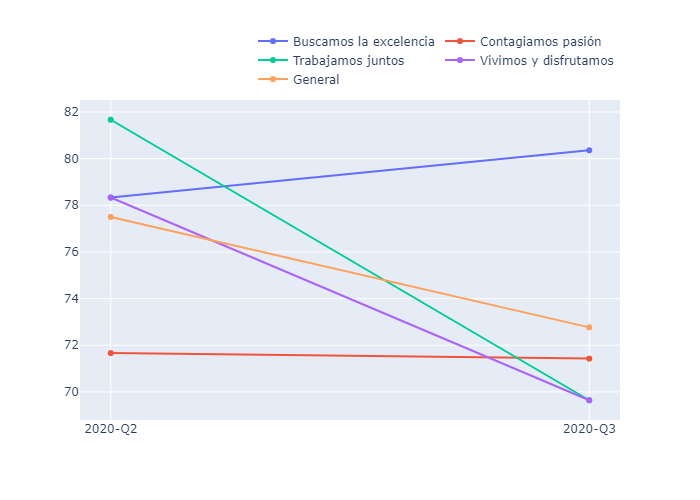 Buscamos la excelencia Contagiamos pasión
Trabajamos juntos Vivimos y disfrutamos
General
82
80
78
76
74
72
70
2020-Q2 2020-Q3